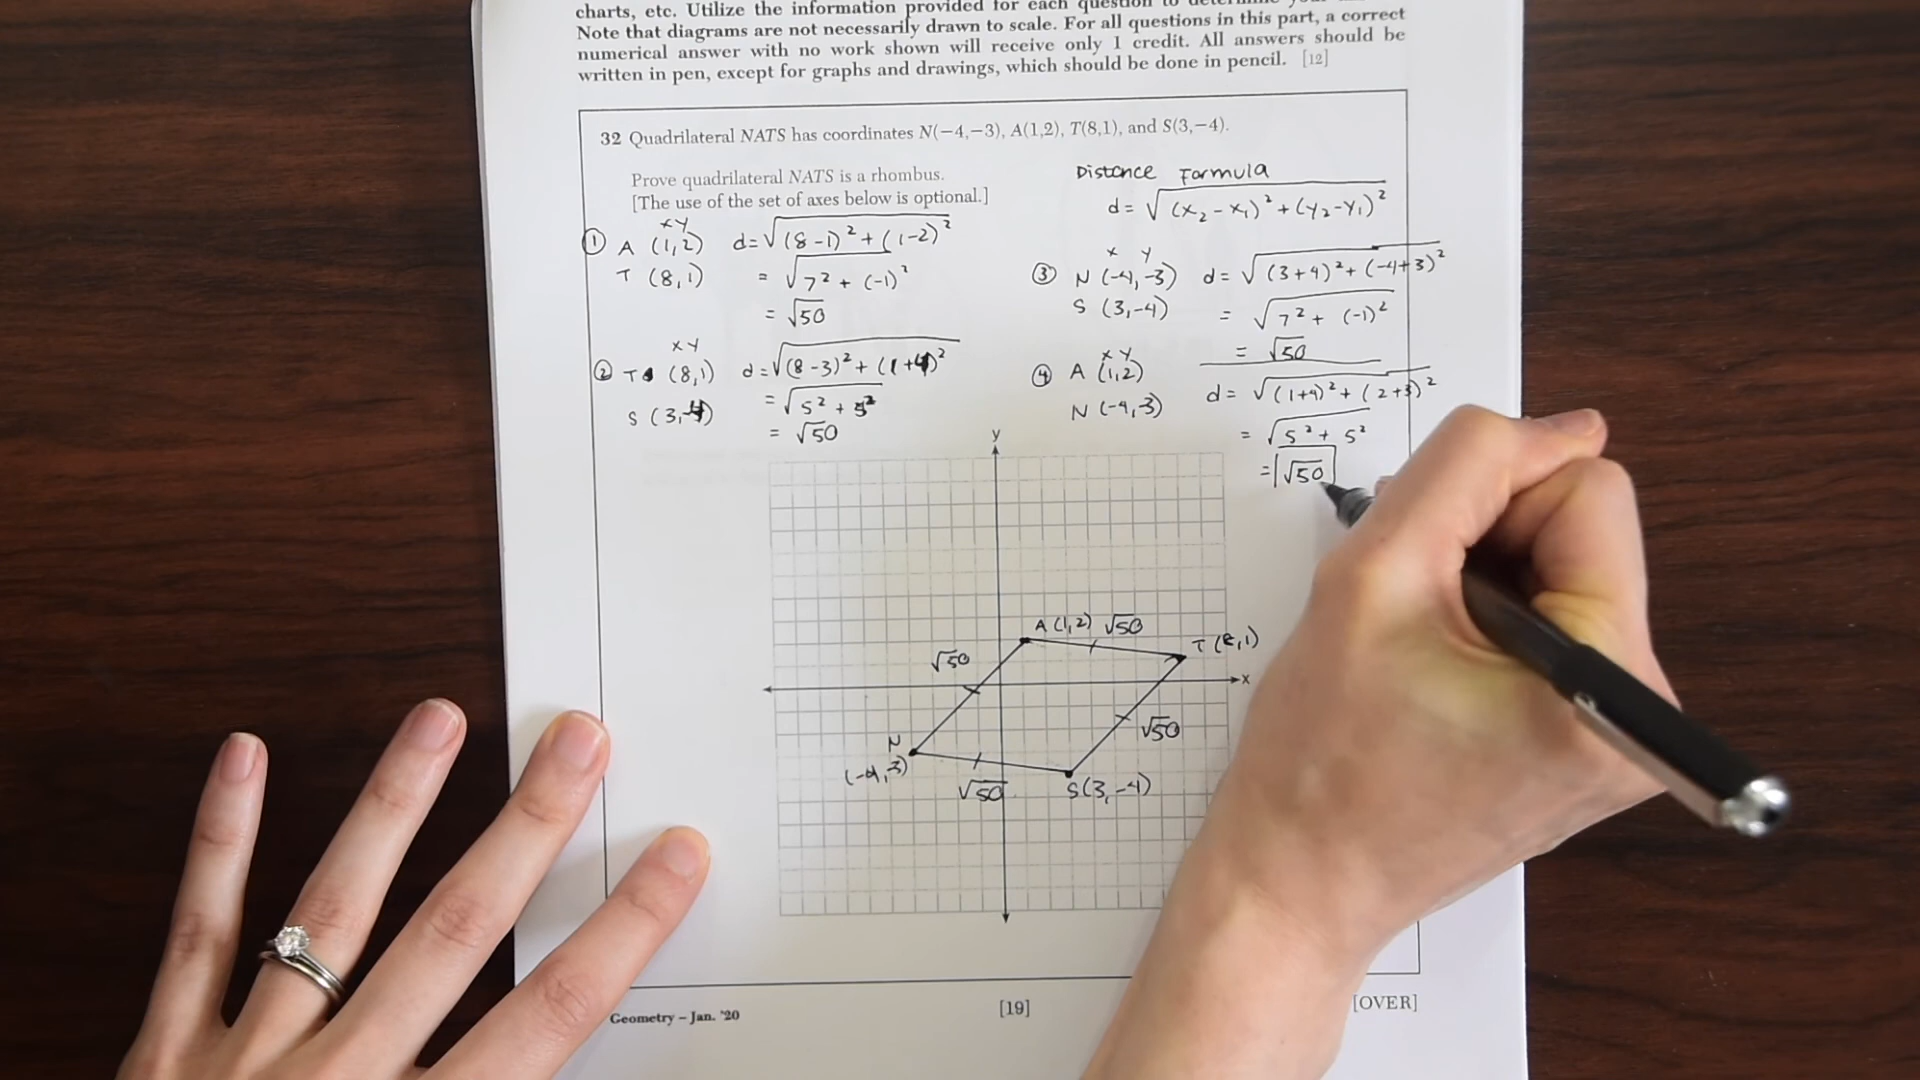 charts, etc. Utilize the information provided for each question to determine your
Note that diagrams are not necessarily drawn to scale. For all questions in this part, a correct
numerical answer with no work shown will receive only 1 credit. All answers should be
written in pen, except for graphs and drawings, which should be done in pencil. [12]
32 Quadrilateral NATS has coordinates N(−4,−3), A(1,2), T(8,1), and S(3,−4).
Prove quadrilateral NATS is a rhombus.
[The use of the set of axes below is optional.]
Distance Formula
d = √(x₂ - x₁)² + (y₂ - y₁)²
① x y
A (1,2) d = √(8-1)² + (1-2)²
T (8,1) = √7² + (-1)²
= √50
② x y
T (8,1) d = √(8-3)² + (1+4)²
S (3,-4) = √5² + 5²
= √50
③ x y
N (-4,-3) d = √(3+4)² + (-4+3)²
S (3,-4) = √7² + (-1)²
= √50
④ x y
A (1,2) d = √(1+4)² + (2+3)²
N (-4,-3) = √5² + 5²
= √50
y
A (1,2) √50
T (8,1)
√50
x
N
(-4,-3)
√50
√50
S (3,-4)
Geometry – Jan. '20
[19]
[OVER]